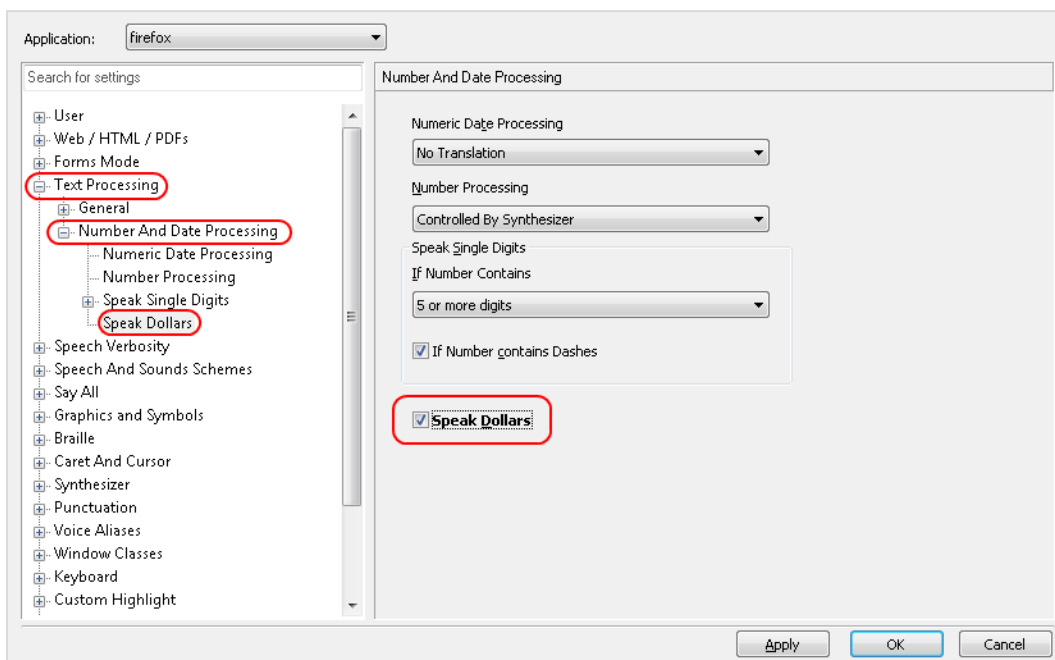 Application: firefox
Search for settings
User
Web / HTML / PDFs
Forms Mode
Text Processing
General
Number And Date Processing
Numeric Date Processing
Number Processing
Speak Single Digits
Speak Dollars
Speech Verbosity
Speech And Sounds Schemes
Say All
Graphics and Symbols
Braille
Caret And Cursor
Synthesizer
Punctuation
Voice Aliases
Window Classes
Keyboard
Custom Highlight
Number And Date Processing
Numeric Date Processing
No Translation
Number Processing
Controlled By Synthesizer
Speak Single Digits
If Number Contains
5 or more digits
If Number contains Dashes
Speak Dollars
Apply OK Cancel